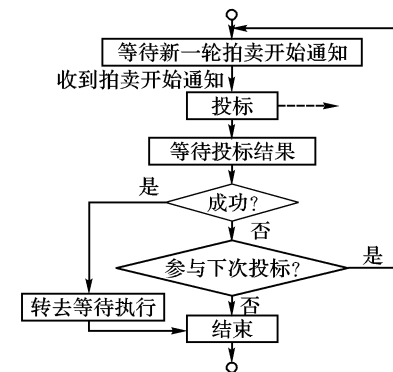 等待新一轮拍卖开始通知
收到拍卖开始通知
投标
等待投标结果
是
成功?
否
是
参与下次投标?
否
转去等待执行
结束